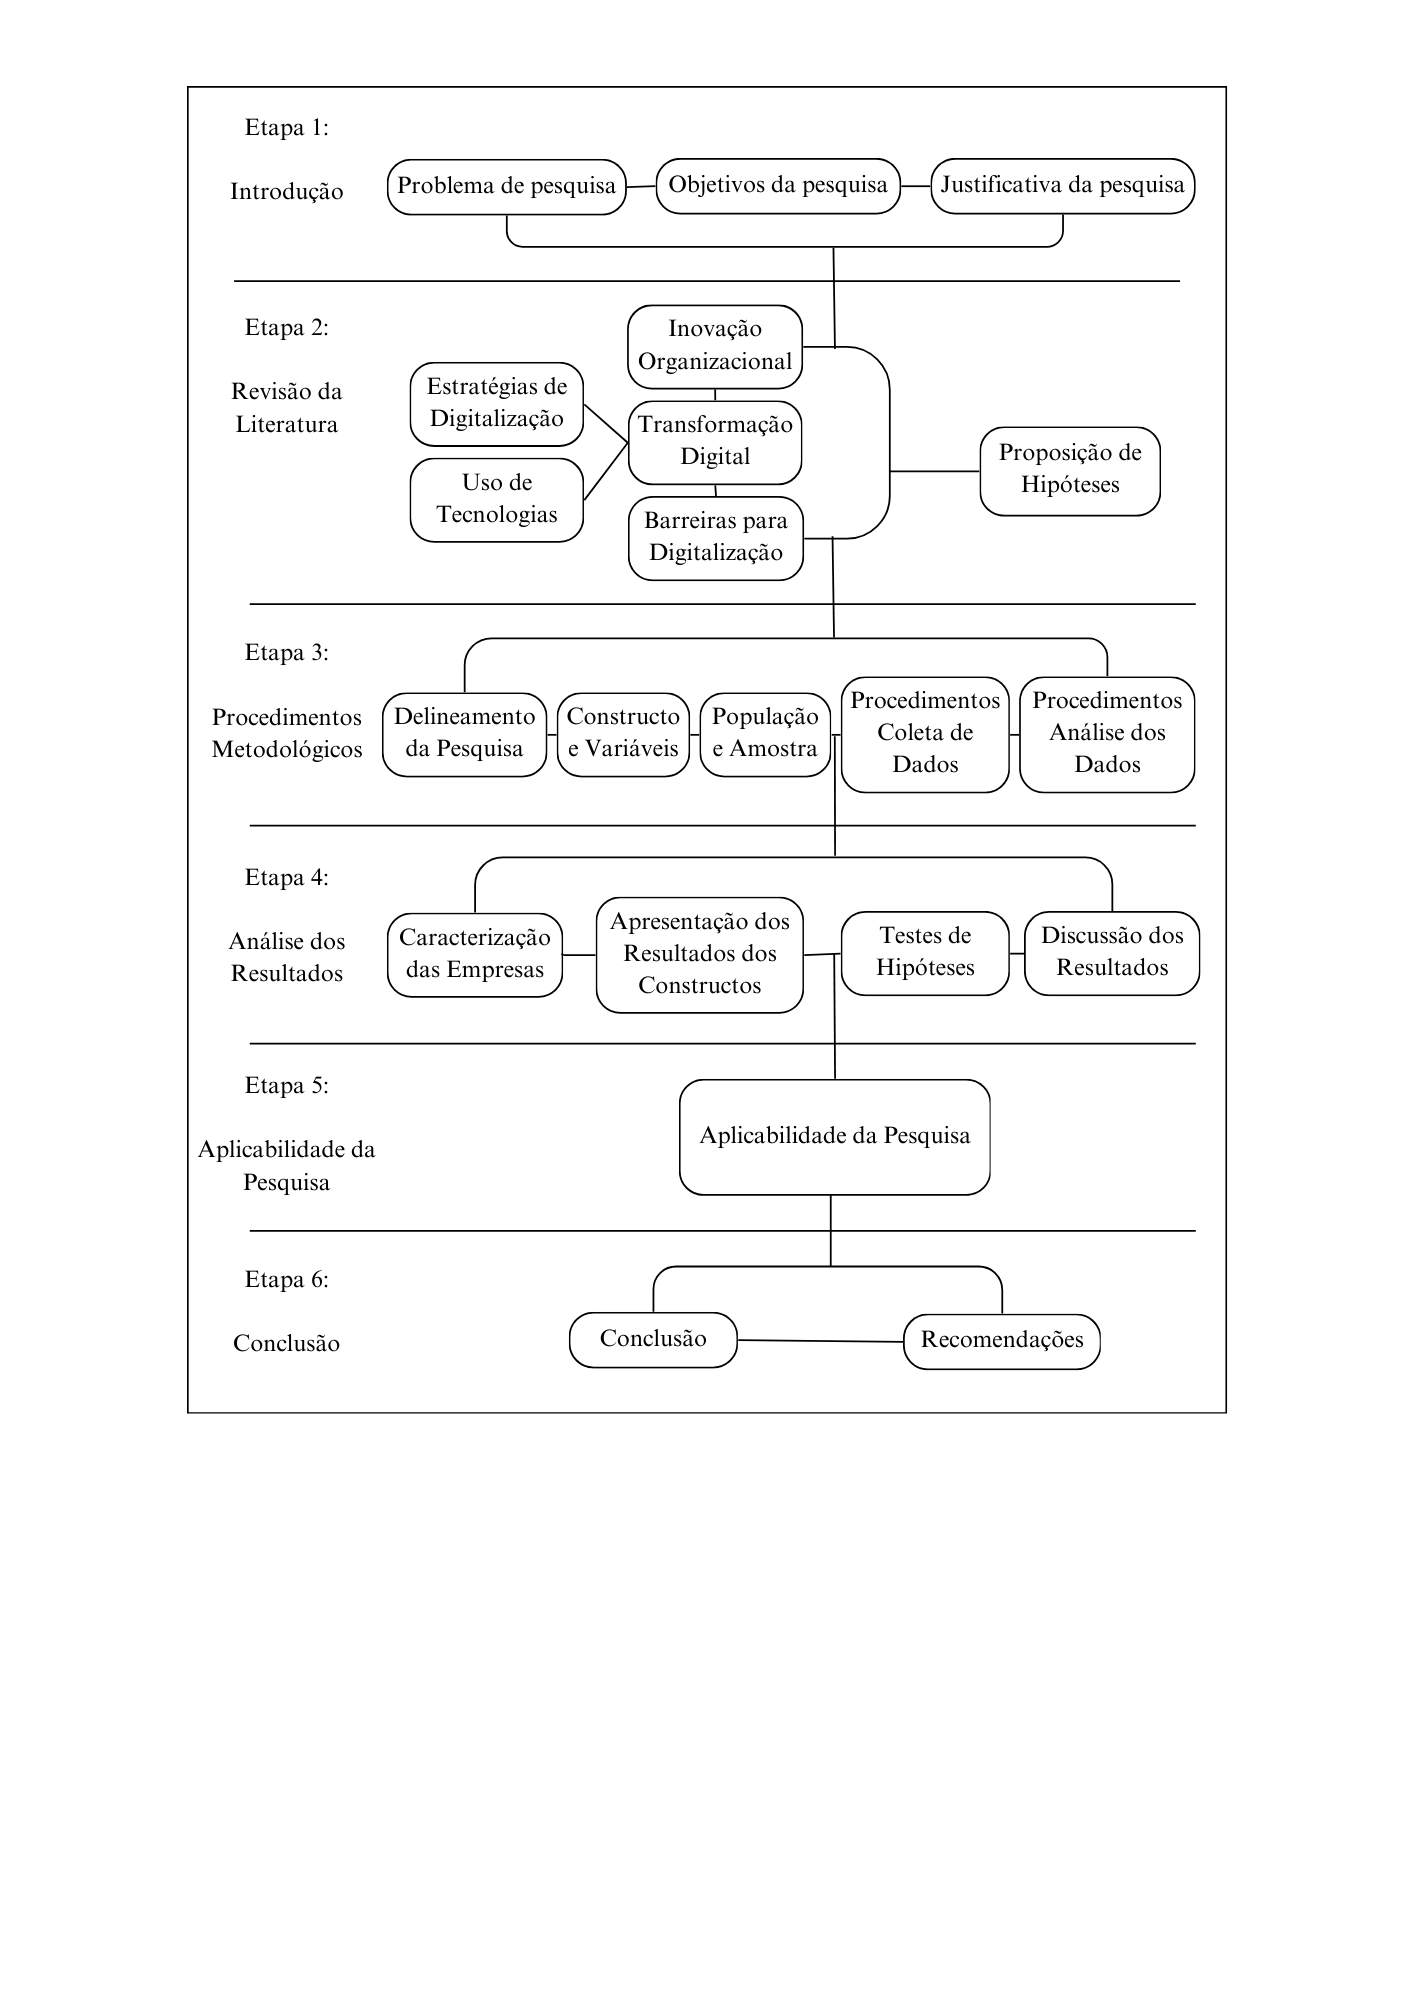 Etapa 1:
Introdução
Problema de pesquisa
Objetivos da pesquisa
Justificativa da pesquisa
Etapa 2:
Revisão da
Literatura
Estratégias de
Digitalização
Uso de
Tecnologias
Inovação
Organizacional
Transformação
Digital
Barreiras para
Digitalização
Proposição de
Hipóteses
Etapa 3:
Procedimentos
Metodológicos
Delineamento
da Pesquisa
Constructo
e Variáveis
População
e Amostra
Procedimentos
Coleta de
Dados
Procedimentos
Análise dos
Dados
Etapa 4:
Análise dos
Resultados
Caracterização
das Empresas
Apresentação dos
Resultados dos
Constructos
Testes de
Hipóteses
Discussão dos
Resultados
Etapa 5:
Aplicabilidade da
Pesquisa
Aplicabilidade da Pesquisa
Etapa 6:
Conclusão
Conclusão
Recomendações